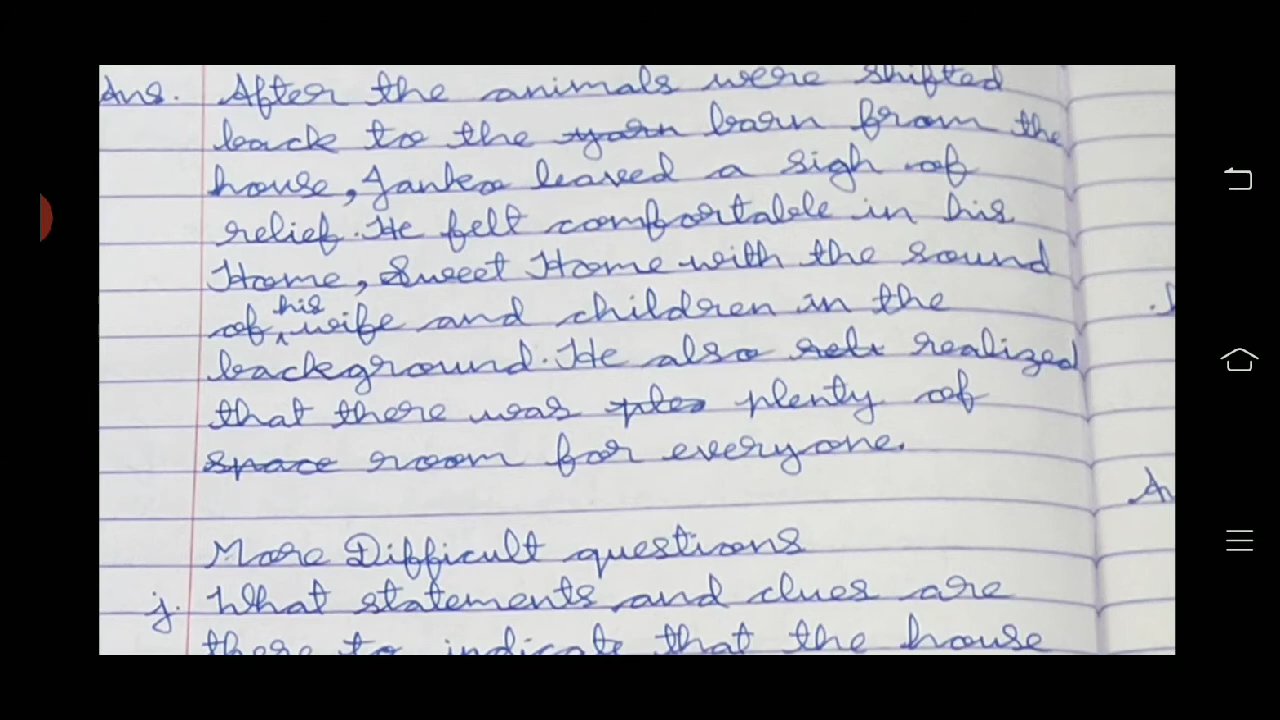 Ans. After the animals were shifted
back to the yarn barn from the
house, Janko leaved a sigh of
relief. He felt comfortable in his
Home, Sweet Home with the sound
of his wife and children in the
background. He also relı realized
that there was ples plenty of
space room for everyone.
More Difficult questions
j. What statements and clues are
there to indicate that the house